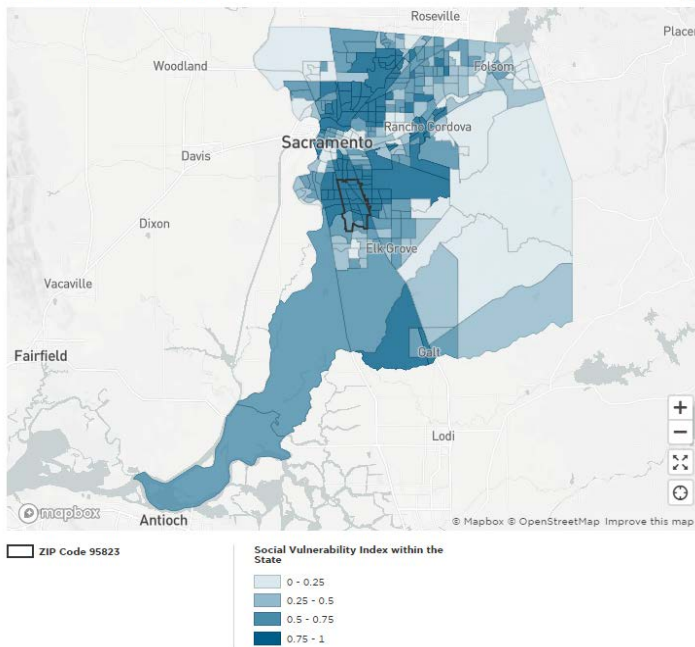 Roseville
Placer
Woodland
Folsom
Rancho Cordova
Sacramento
Davis
Dixon
Elk Grove
Vacaville
Fairfield
Galt
Lodi
mapbox
Antioch
© Mapbox © OpenStreetMap Improve this map
ZIP Code 95823
Social Vulnerability Index within the
State
0 - 0.25
0.25 - 0.5
0.5 - 0.75
0.75 - 1